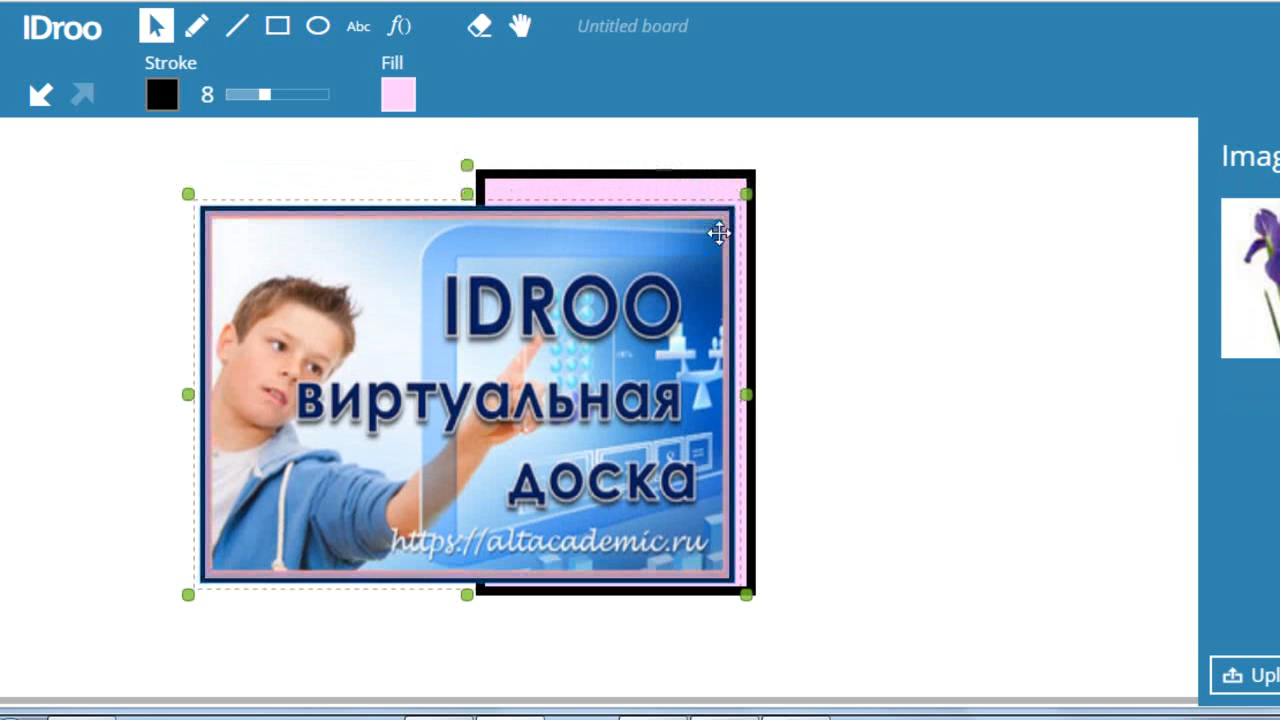 IDroo
Abc
f()
Untitled board
Stroke
Fill
8
Imag
IDROO
виртуальная
доска
https://altacademic.ru
Upl